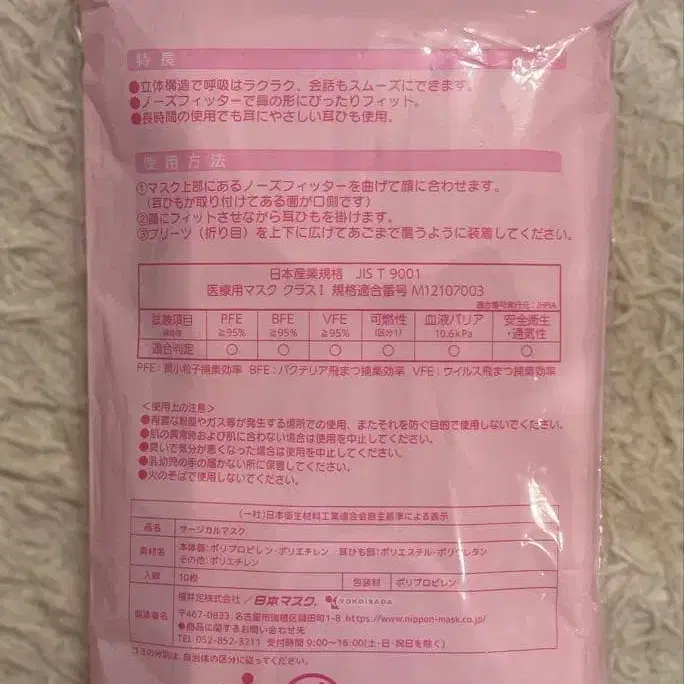 特 長
●立体構造で呼吸はラクラク、会話もスムーズにできます。
●ノーズフィッターで鼻の形にぴったりフィット。
●長時間の使用でも耳にやさしい耳ひも使用。
使用方法
①マスク上部にあるノーズフィッターを曲げて顔に合わせます。
(耳ひもが取り付けてある面が口側です)
②顔にフィットさせながら耳ひもを掛けます。
③プリーツ(折り目)を上下に広げてあごまで覆うように装着してください。
日本産業規格 JIS T 9001
医療用マスク クラスⅠ 規格適合番号 M12107003
適合番号発行元:JHPIA
試験項目 PFE BFE VFE 可燃性 血液バリア 安全衛生・通気性
規格値 ≧95% ≧95% ≧95% (区分1) 10.6kPa
適合判定 ○ ○ ○ ○ ○ ○
PFE:微小粒子捕集効率 BFE:バクテリア飛まつ捕集効率 VFE:ウイルス飛まつ捕集効率
<使用上の注意>
●有害な粉塵やガス等が発生する場所での使用、またそれを防ぐ目的で使用しないでください。
●肌の異常時および肌に合わない場合は使用を中止してください。
●臭いで気分が悪くなった場合は使用を中止してください。
●乳幼児の手の届かない所に保管してください。
●火のそばで使用しないでください。
(一社)日本衛生材料工業連合会自主基準による表示
品名 サージカルマスク
素材名 本体部:ポリプロピレン・ポリエチレン 耳ひも部:ポリエステル・ポリウレタン
その他:ポリエチレン
入数 10枚 包装材 ポリプロピレン
製造業者 横井定株式会社/日本マスク® YOKOISADA
〒467-0833 名古屋市瑞穂区鍵田町1-8 https://www.nippon-mask.co.jp/
●商品に関するお問い合わせ先
TEL 052-852-3211 受付時間 9:00~16:00(土・日・祝日を除く)
ゴミの分別は、自治体の区分に従ってください。